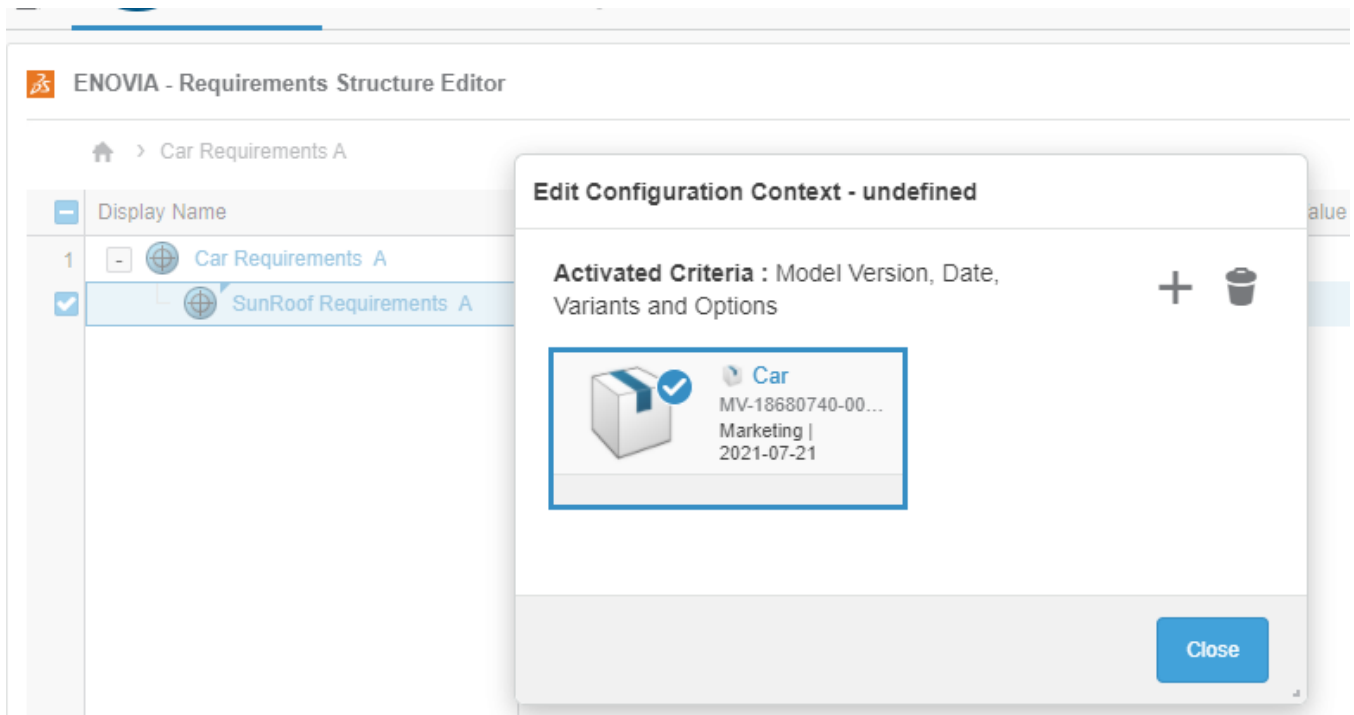 ENOVIA - Requirements Structure Editor
Car Requirements A
Edit Configuration Context - undefined
Display Name
alue
Activated Criteria : Model Version, Date,
Variants and Options
1
Car Requirements A
SunRoof Requirements A
Car
MV-18680740-00...
Marketing |
2021-07-21
Close